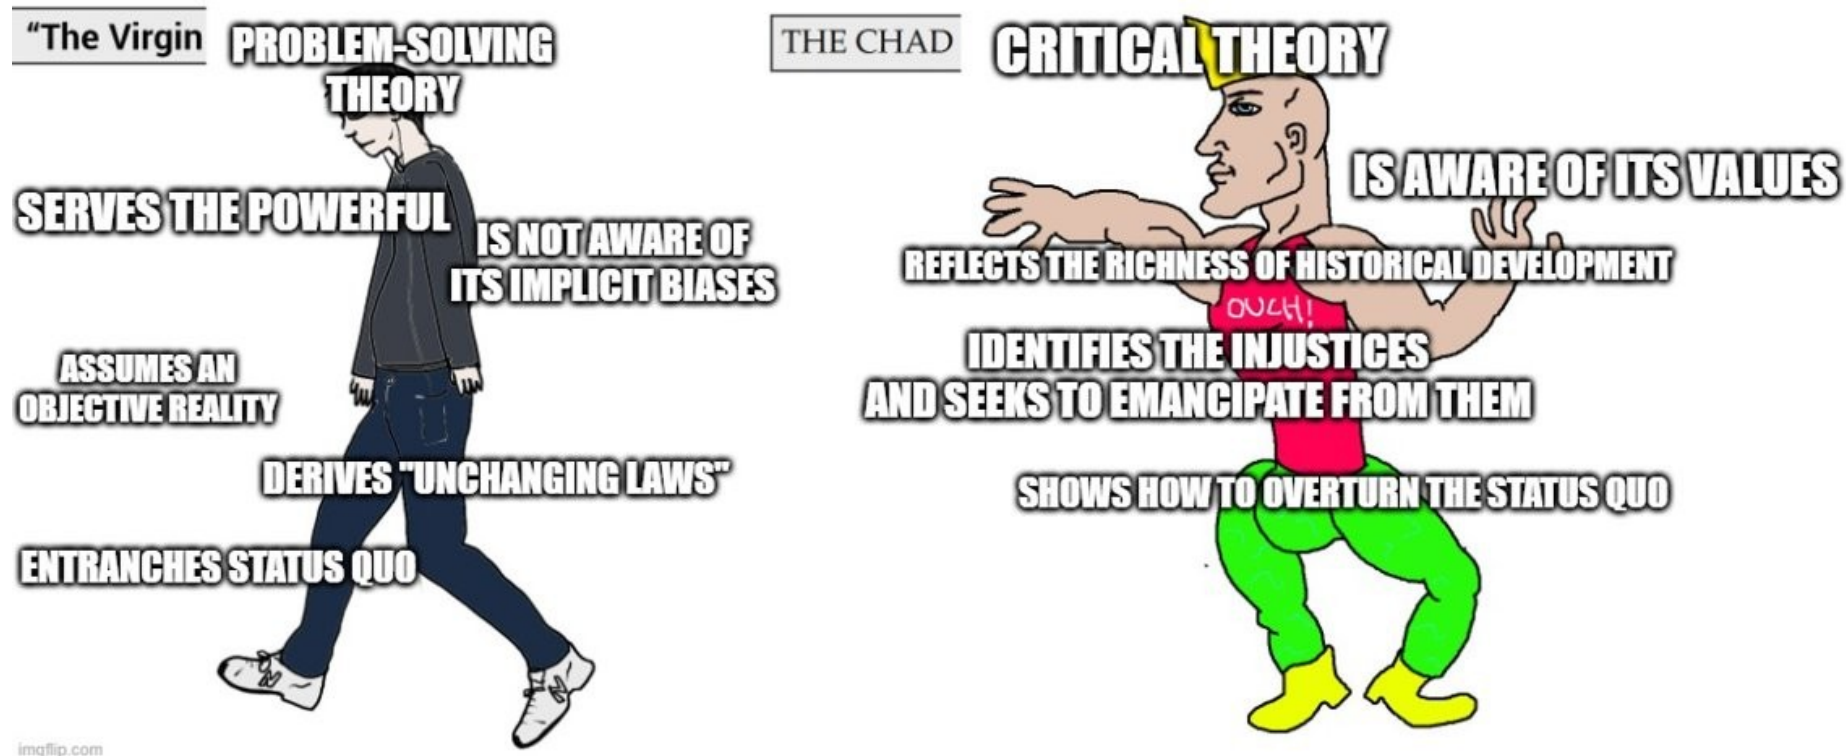 "The Virgin
PROBLEM-SOLVING
THEORY
SERVES THE POWERFUL
IS NOT AWARE OF
ITS IMPLICIT BIASES
ASSUMES AN
OBJECTIVE REALITY
DERIVES "UNCHANGING LAWS"
ENTRANCHES STATUS QUO
imgflip.com
THE CHAD
CRITICAL THEORY
IS AWARE OF ITS VALUES
REFLECTS THE RICHNESS OF HISTORICAL DEVELOPMENT
OUCH!
IDENTIFIES THE INJUSTICES
AND SEEKS TO EMANCIPATE FROM THEM
SHOWS HOW TO OVERTURN THE STATUS QUO